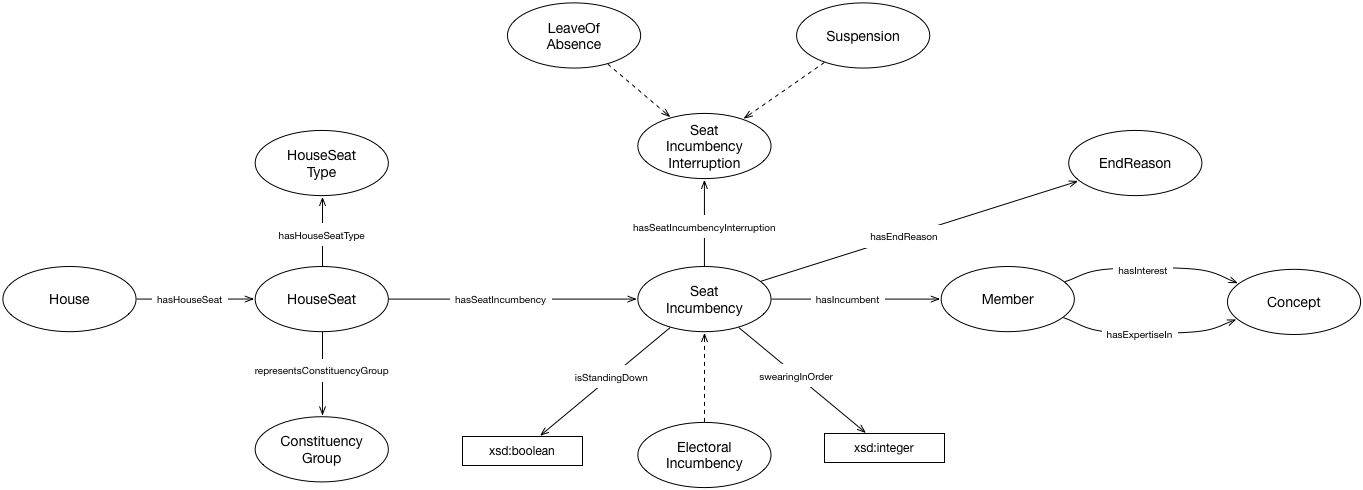 LeaveOf
Absence
Suspension
Seat
Incumbency
Interruption
HouseSeat
Type
EndReason
hasSeatIncumbencyInterruption
hasHouseSeatType
hasEndReason
hasInterest
House
hasHouseSeat
HouseSeat
hasSeatIncumbency
Seat
Incumbency
hasIncumbent
Member
Concept
hasExpertiseIn
representsConstituencyGroup
isStandingDown
swearingInOrder
Constituency
Group
xsd:boolean
Electoral
Incumbency
xsd:integer